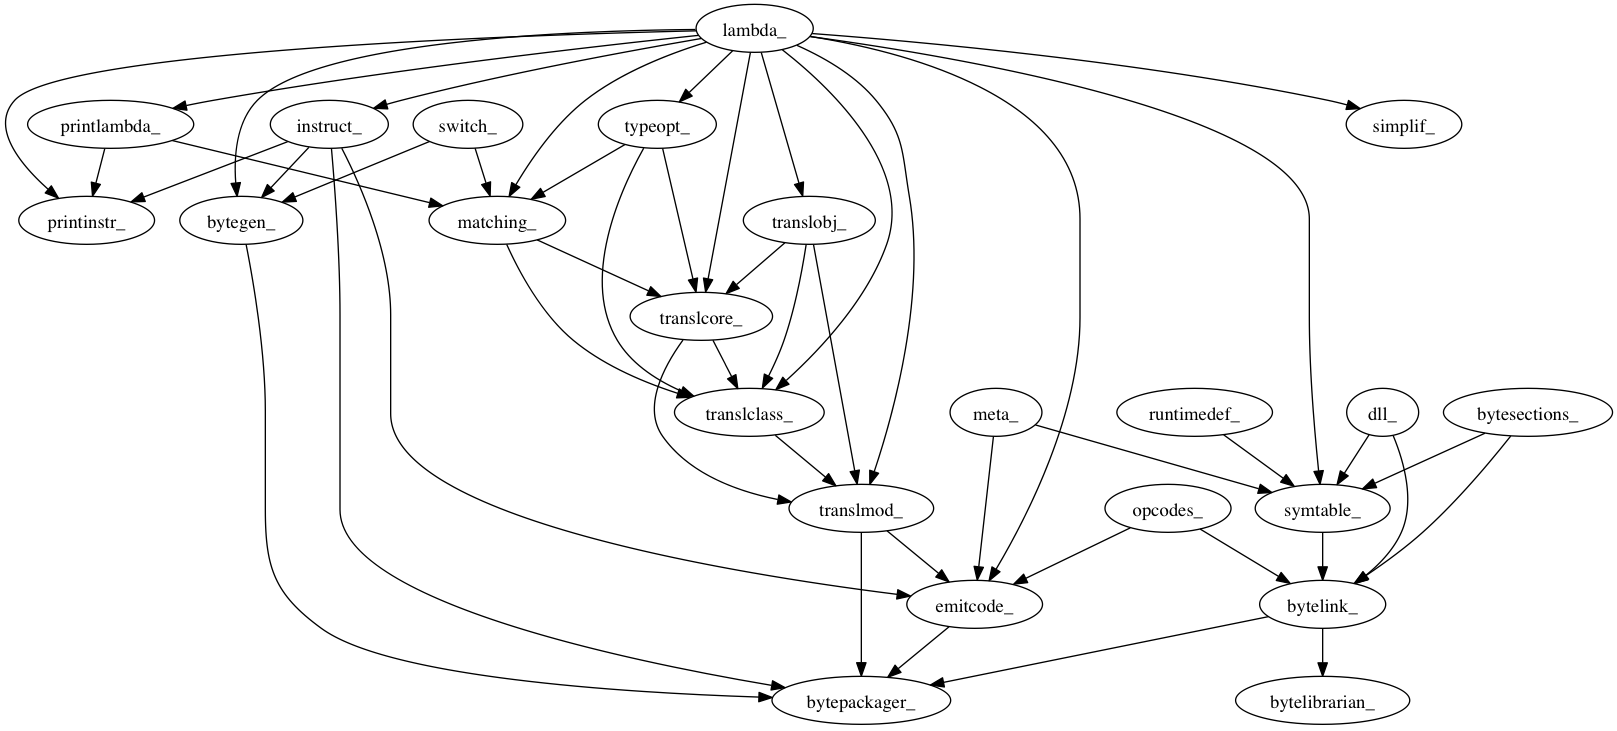 lambda_
printlambda_
instruct_
switch_
typeopt_
simplif_
printinstr_
bytegen_
matching_
translobj_
translcore_
translclass_
meta_
runtimedef_
dll_
bytesections_
translmod_
opcodes_
symtable_
emitcode_
bytelink_
bytepackager_
bytelibrarian_